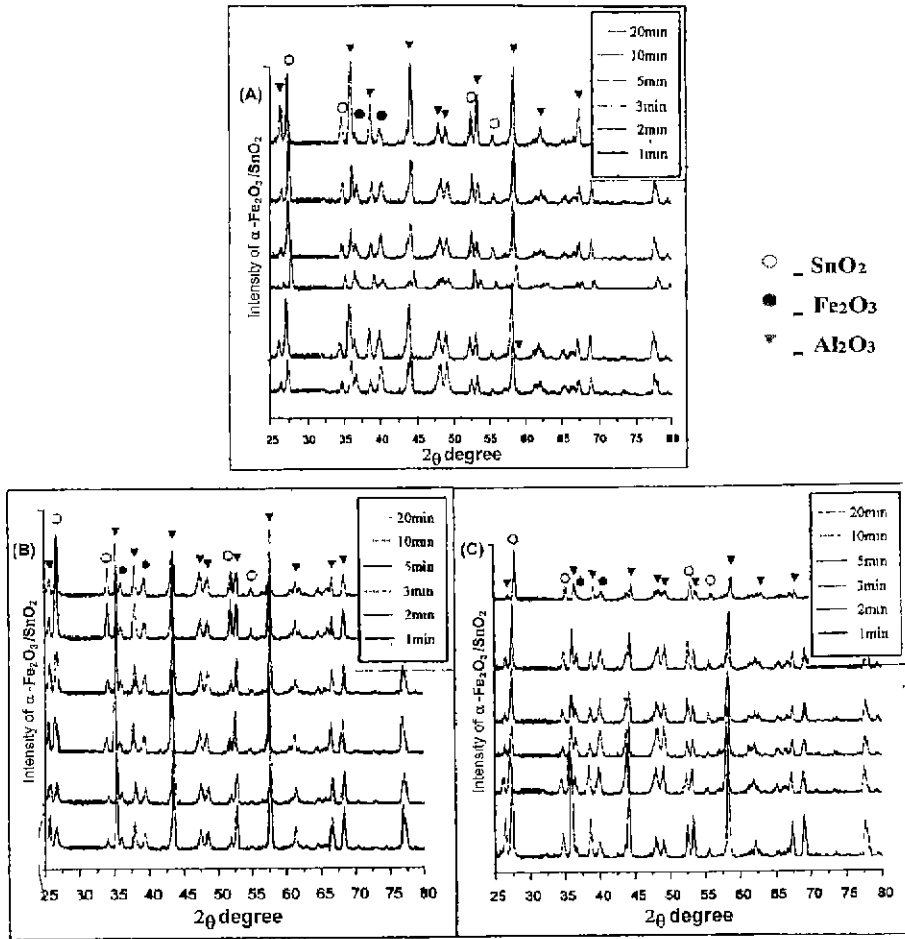 (A)
20min
10min
5min
3min
2min
1min
Intensity of α-Fe₂O₃/SnO₂
25 30 35 40 45 50 55 60 65 70 75 80
2θ degree
○ – SnO₂
● – Fe₂O₃
▼ – Al₂O₃
(B)
20min
10min
5min
3min
2min
1min
Intensity of α-Fe₂O₃/SnO₂
25 30 35 40 45 50 55 60 65 70 75 80
2θ degree
(C)
20min
10min
5min
3min
2min
1min
Intensity of α-Fe₂O₃/SnO₂
25 30 35 40 45 50 55 60 65 70 75 80
2θ degree